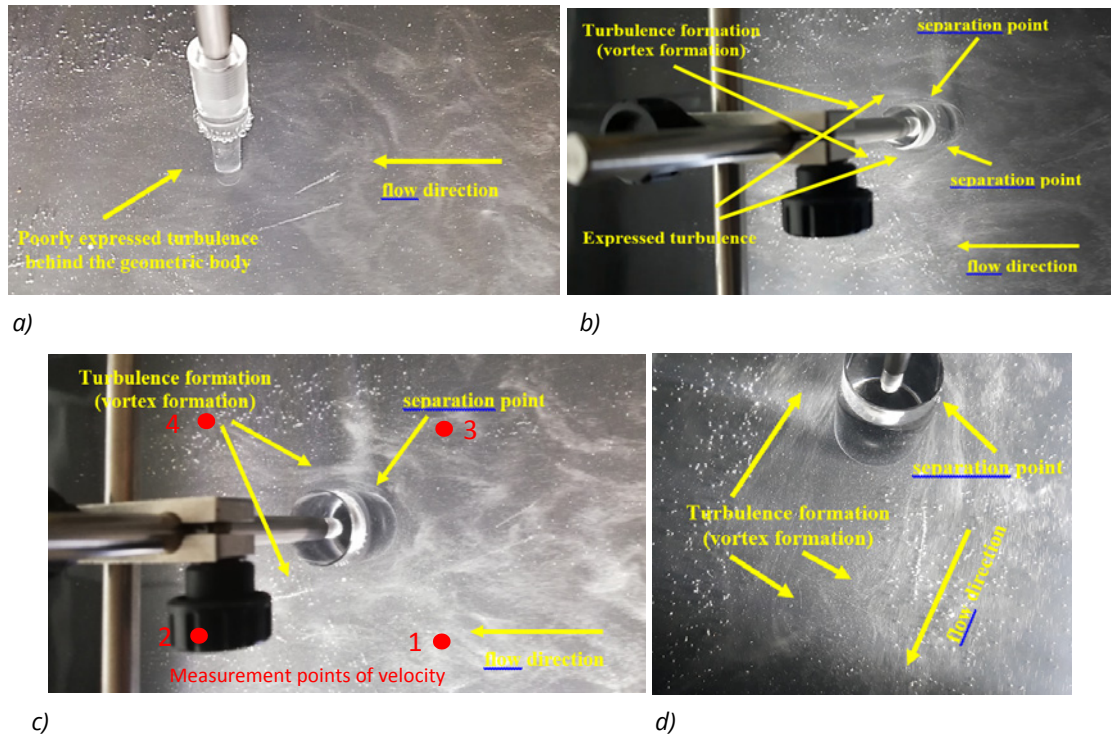 flow direction
Poorly expressed turbulence
behind the geometric body
a)
Turbulence formation
(vortex formation)
separation
point
separation point
Expressed turbulence
flow direction
b)
Turbulence formation
(vortex formation)
separation point
4
3
2
1
flow direction
Measurement points of velocity
c)
separation point
Turbulence formation
(vortex formation)
flow direction
d)